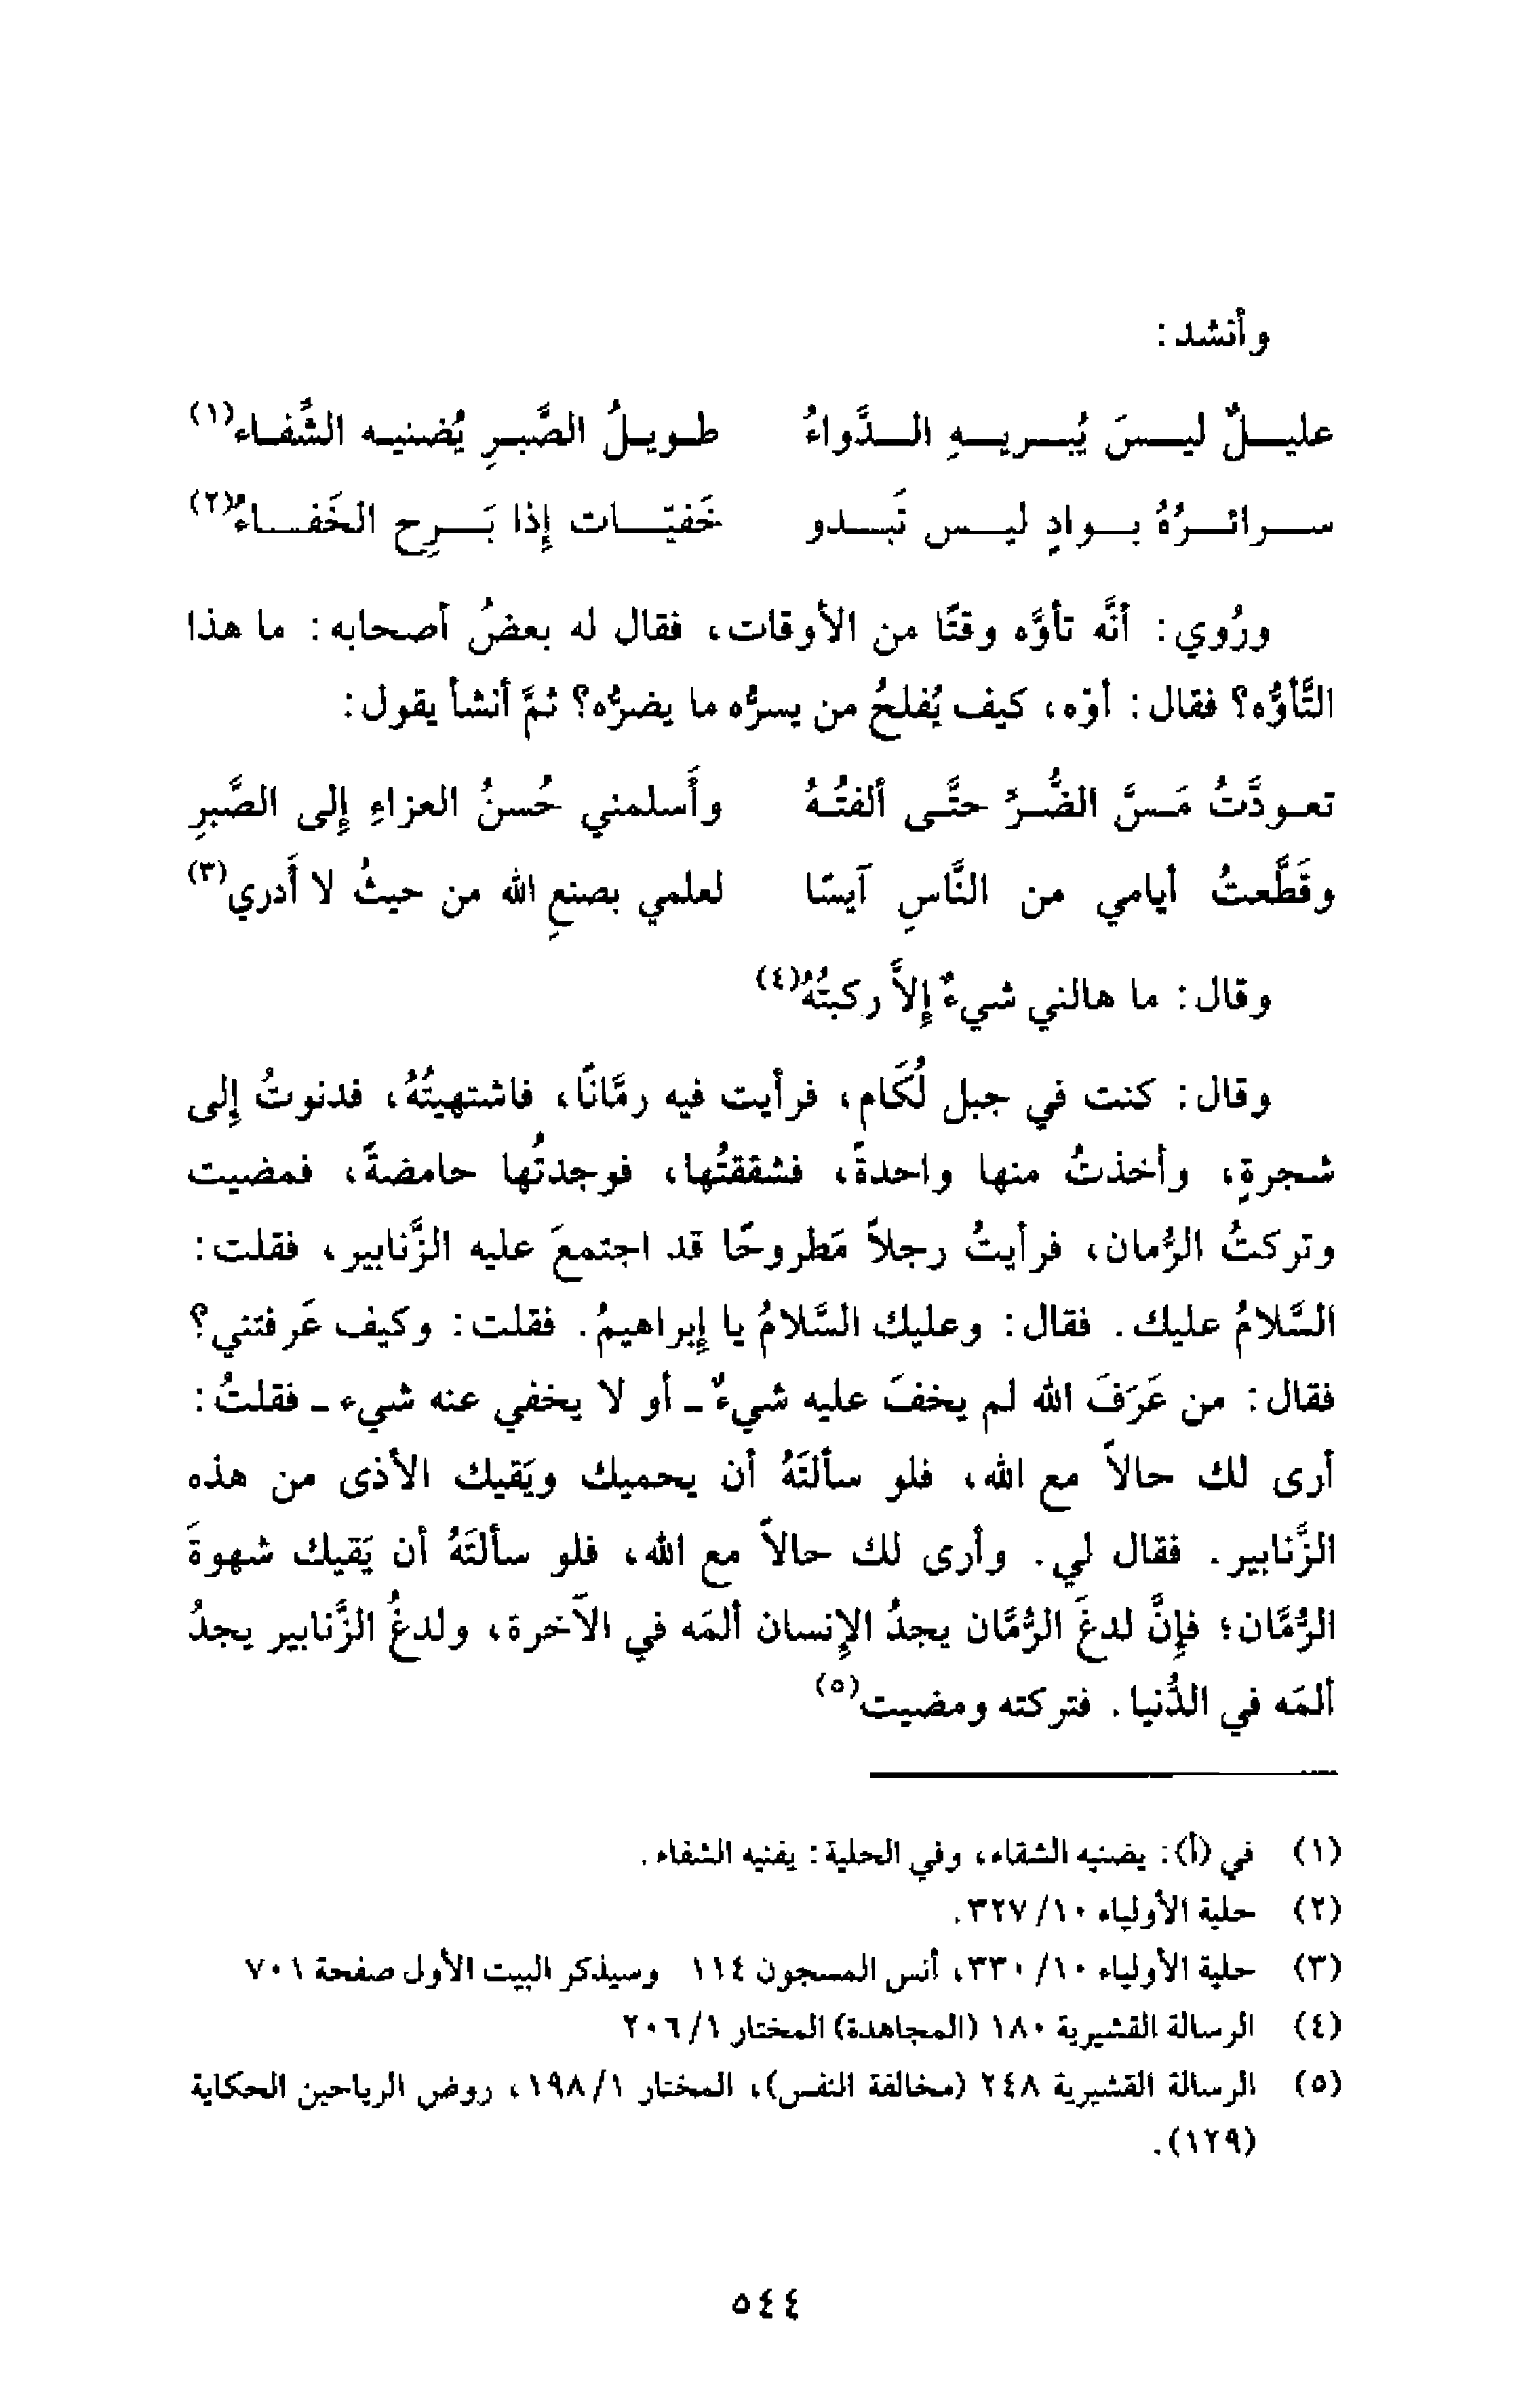 وأنشد:
عليلٌ ليسَ يُبريهِ الدَّواءُ طويلُ الصَّبرِ يُضنيه الشَّفاء(١)
سرائرُهُ بوادٍ ليس تَبدو خَفيّات إذا بَرِح الخَفاءُ(٢)
ورُوي: أنَّه تأوَّه وقتًا من الأوقات، فقال له بعضُ أصحابه: ما هذا
التَّأوُّه؟ فقال: أوّه، كيف يُفلحُ من يسرُّه ما يضرُّه؟ ثمَّ أنشأ يقول:
تعودَّتُ مَسَّ الضُّرَّ حتَّى ألفتُهُ وأَسلمني حُسنُ العزاءِ إلى الصَّبرِ
وقَطَّعتُ أيامي من النَّاسِ آيسًا لعلمي بصنعِ الله من حيثُ لا أَدري(٣)
وقال: ما هالني شيءٌ إلاَّ ركبتُهُ(٤)
وقال: كنت في جبل لُكَام، فرأيت فيه رمَّانًا، فاشتهيتُهُ، فدنوتُ إلى
شجرةٍ، وأخذتُ منها واحدةً، فشققتُها، فوجدتُها حامضةً، فمضيت
وتركتُ الرُّمان، فرأيتُ رجلاً مَطروحًا قد اجتمعَ عليه الزَّنابير، فقلت:
السَّلامُ عليك. فقال: وعليك السَّلامُ يا إبراهيمُ. فقلت: وكيف عَرفتني؟
فقال: من عَرَفَ الله لم يخفَ عليه شيءٌ - أو لا يخفي عنه شيء - فقلتُ:
أرى لك حالاً مع الله، فلو سألتَهُ أن يحميك ويَقيك الأذى من هذه
الزَّنابير. فقال لي. وأرى لك حالاً مع الله، فلو سألتَهُ أن يَقيك شهوةَ
الرُّمَّان؛ فإنَّ لدغَ الرُّمَّان يجدُ الإنسان ألمَه في الآخرة، ولدغُ الزَّنابير يجدُ
ألمَه في الدُّنيا. فتركته ومضيت(٥)
(١) في (أ): يضنيه الشقاء، وفي الحلية: يفنيه الشفاء.
(٢) حلية الأولياء ١٠/ ٣٢٧.
(٣) حلية الأولياء ١٠/ ٣٣٠، أنس المسجون ١١٤ وسيذكر البيت الأول صفحة ٧٠١
(٤) الرسالة القشيرية ١٨٠ (المجاهدة) المختار ١/ ٢٠٦
(٥) الرسالة القشيرية ٢٤٨ (مخالفة النفس)، المختار ١/ ١٩٨، روض الرياحين الحكاية
(١٢٩).
٥٤٤